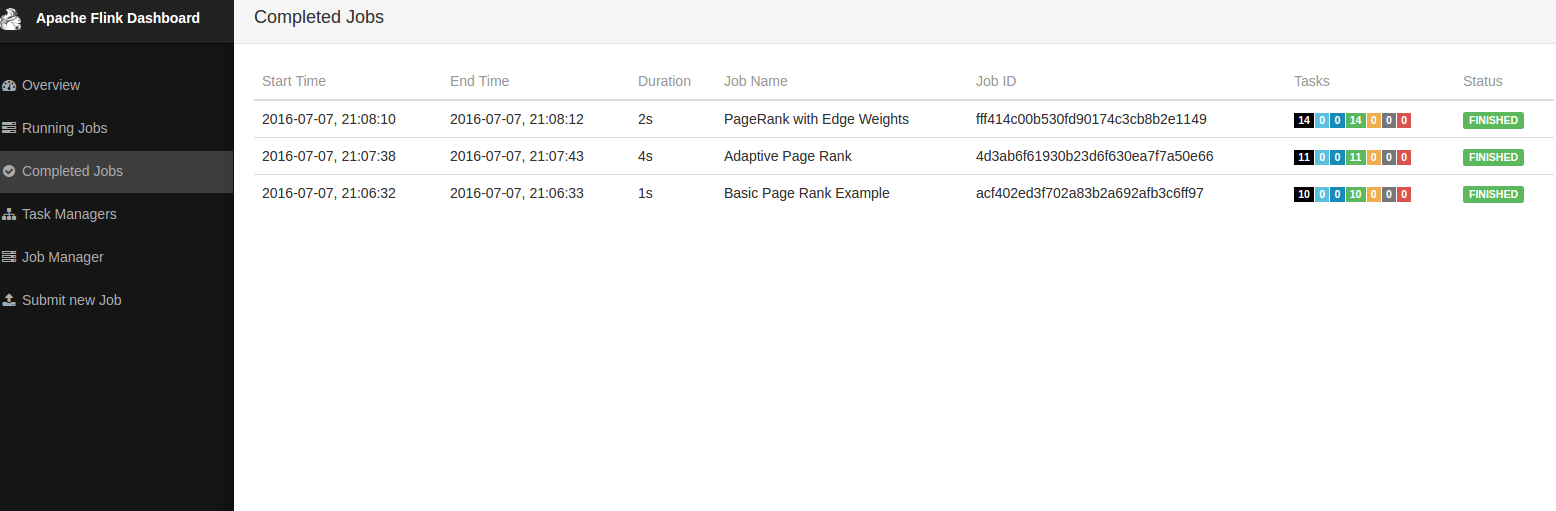 Apache Flink Dashboard
Completed Jobs
Overview
Running Jobs
Completed Jobs
Task Managers
Job Manager
Submit new Job
Start Time End Time Duration Job Name Job ID Tasks Status
2016-07-07, 21:08:10 2016-07-07, 21:08:12 2s PageRank with Edge Weights fff414c00b530fd90174c3cb8b2e1149 14 0 0 14 0 0 0 FINISHED
2016-07-07, 21:07:38 2016-07-07, 21:07:43 4s Adaptive Page Rank 4d3ab6f61930b23d6f630ea7f7a50e66 11 0 0 11 0 0 0 FINISHED
2016-07-07, 21:06:32 2016-07-07, 21:06:33 1s Basic Page Rank Example acf402ed3f702a83b2a692afb3c6ff97 10 0 0 10 0 0 0 FINISHED